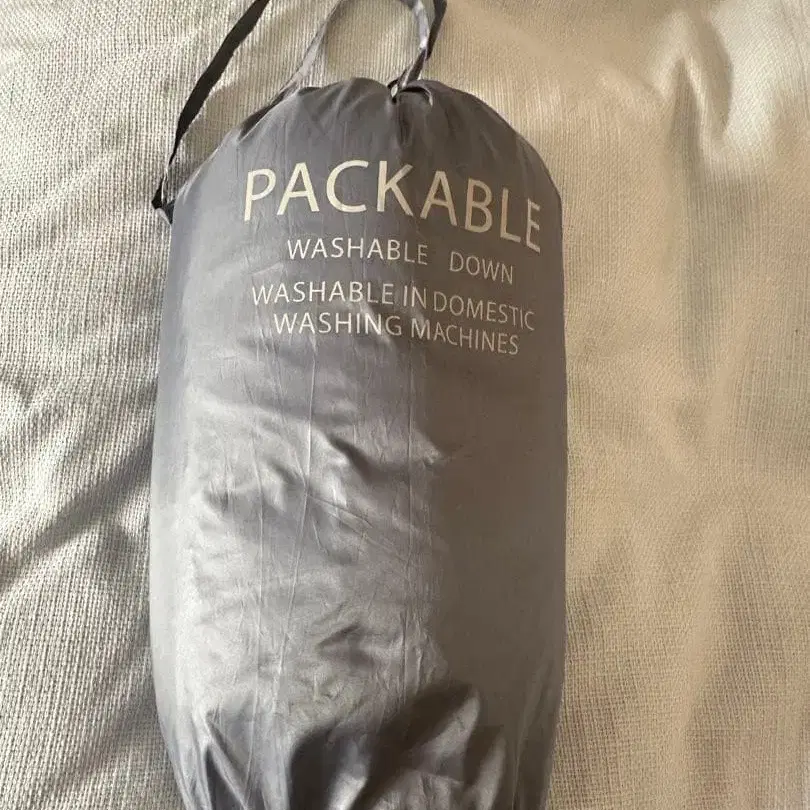 PACKABLE
WASHABLE DOWN
WASHABLE IN DOMESTIC
WASHING MACHINES